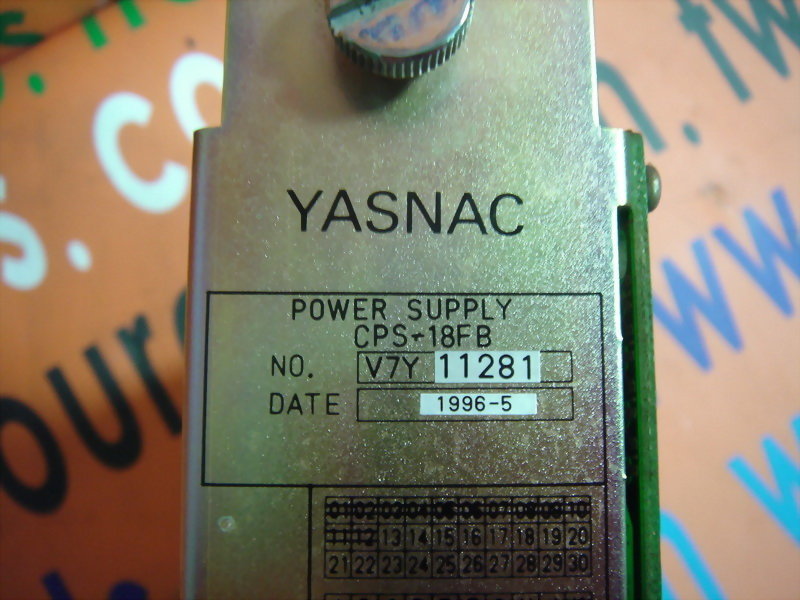 YASNAC
POWER SUPPLY
CPS-18FB
NO. V7Y 11281
DATE 1996-5
01 02 03 04 05 06 07 08 09 10
11 12 13 14 15 16 17 18 19 20
21 22 23 24 25 26 27 28 29 30